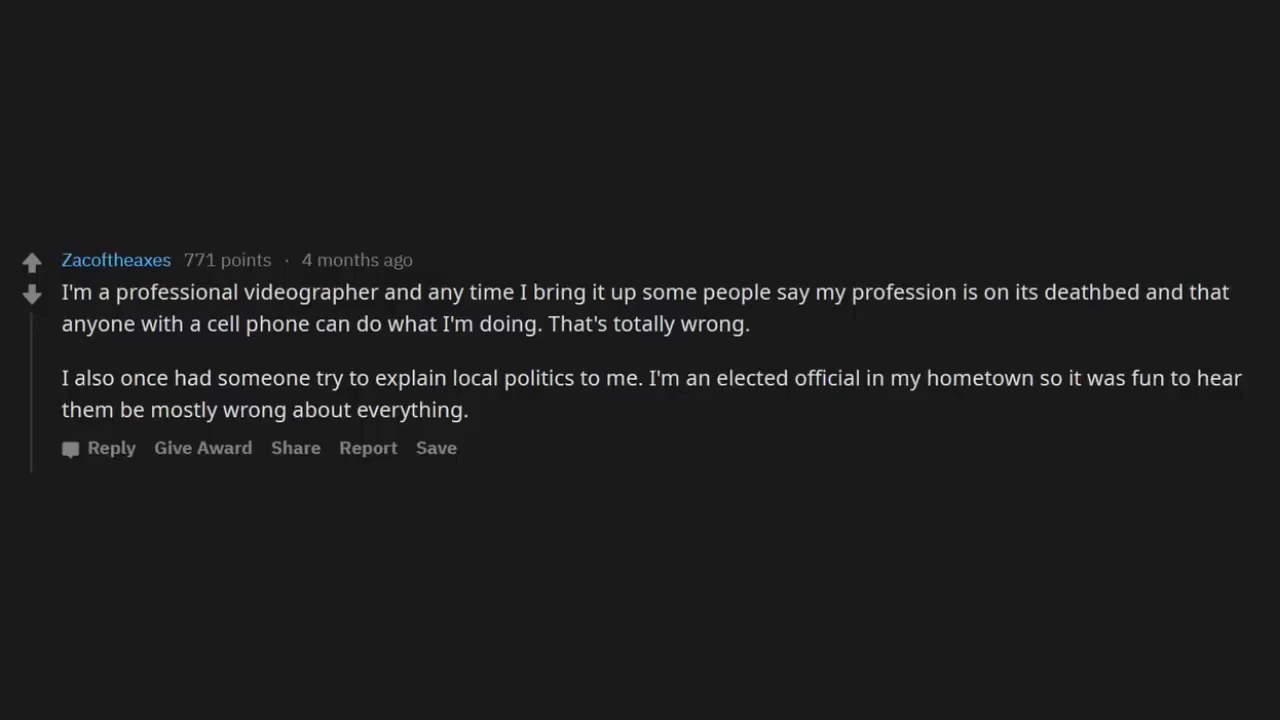 Zacoftheaxes 771 points · 4 months ago
I'm a professional videographer and any time I bring it up some people say my profession is on its deathbed and that
anyone with a cell phone can do what I'm doing. That's totally wrong.
I also once had someone try to explain local politics to me. I'm an elected official in my hometown so it was fun to hear
them be mostly wrong about everything.
Reply Give Award Share Report Save